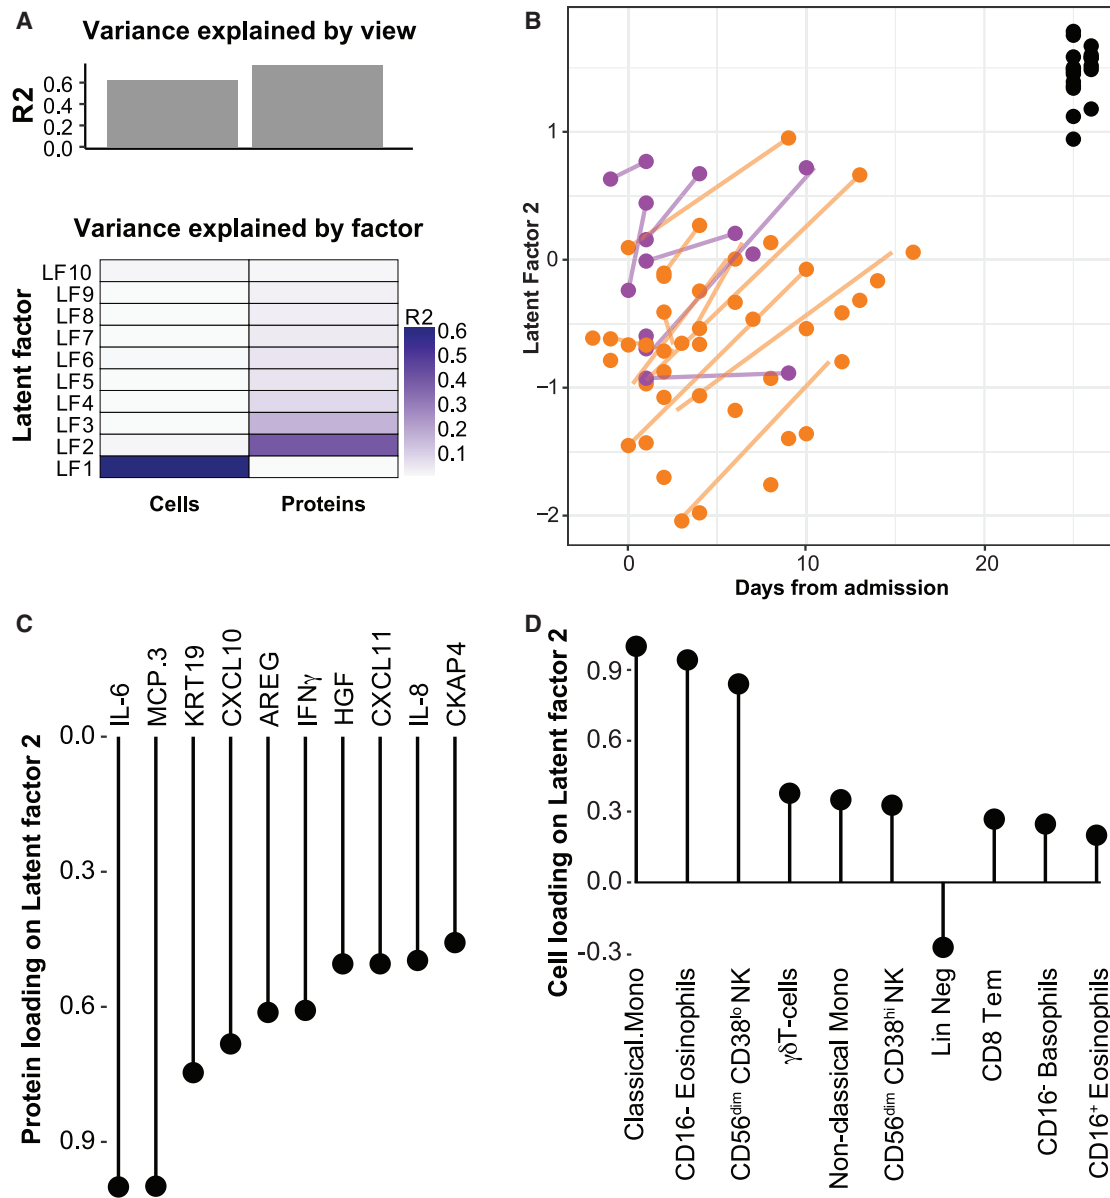 A
Variance explained by view
R2
0.6
0.4
0.2
0.0
Variance explained by factor
Latent factor
LF10
LF9
LF8
LF7
LF6
LF5
LF4
LF3
LF2
LF1
Cells Proteins
R2
0.6
0.5
0.4
0.3
0.2
0.1
B
Latent Factor 2
1
0
−1
−2
0 10 20
Days from admission
C
Protein loading on Latent factor 2
IL-6
MCP.3
KRT19
CXCL10
AREG
IFNγ
HGF
CXCL11
IL-8
CKAP4
0.0
0.3
0.6
0.9
D
Cell loading on Latent factor 2
0.9
0.6
0.3
0.0
-0.3
Classical.Mono
CD16- Eosinophils
CD56ᵈⁱᵐ CD38ˡᵒ NK
γδT-cells
Non-classical Mono
CD56ᵈⁱᵐ CD38ʰⁱ NK
Lin Neg
CD8 Tem
CD16⁻ Basophils
CD16⁺ Eosinophils